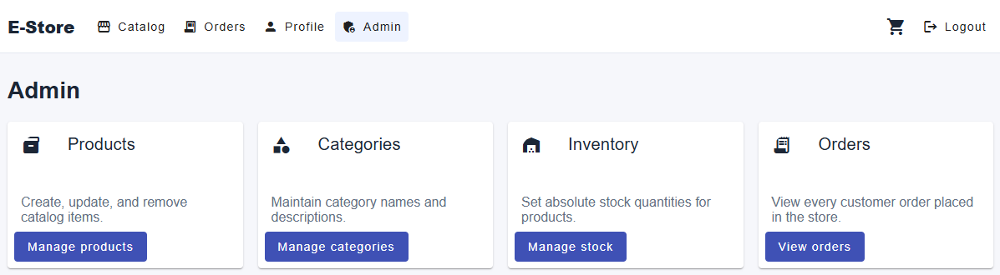 E-Store Catalog Orders Profile Admin Logout
Admin
Products
Create, update, and remove
catalog items.
Manage products
Categories
Maintain category names and
descriptions.
Manage categories
Inventory
Set absolute stock quantities for
products.
Manage stock
Orders
View every customer order placed
in the store.
View orders